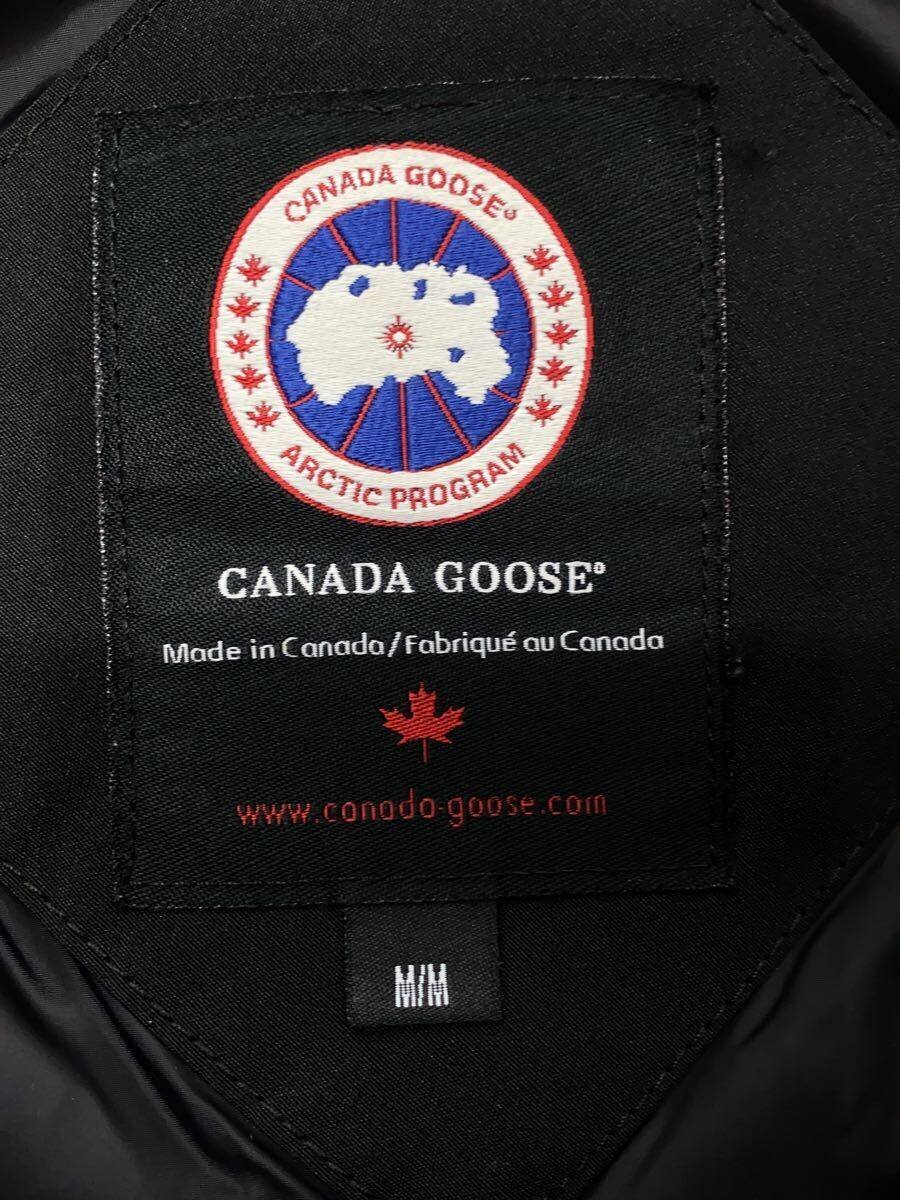 CANADA GOOSE®
ARCTIC PROGRAM
CANADA GOOSE®
Made in Canada/Fabriqué au Canada
www.canada-goose.com
M/M